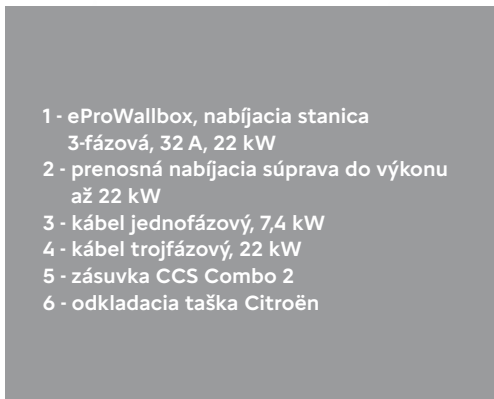 1 - eProWallbox, nabíjacia stanica
3-fázová, 32 A, 22 kW
2 - prenosná nabíjacia súprava do výkonu
až 22 kW
3 - kábel jednofázový, 7,4 kW
4 - kábel trojfázový, 22 kW
5 - zásuvka CCS Combo 2
6 - odkladacia taška Citroën